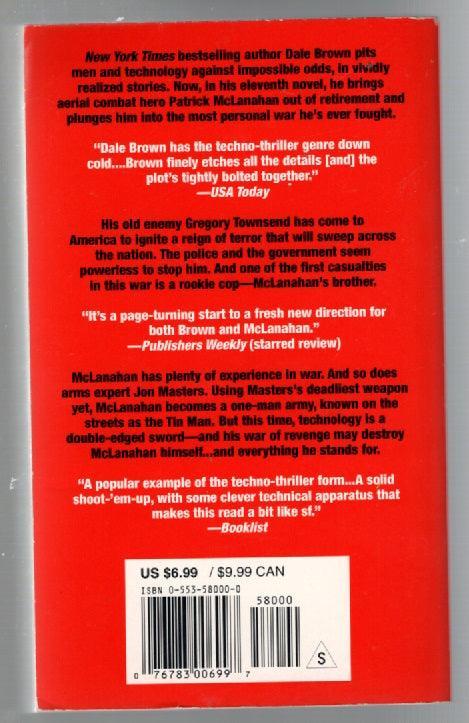 New York Times bestselling author Dale Brown pits
men and technology against impossible odds, in vividly
realized stories. Now, in his eleventh novel, he brings
aerial combat hero Patrick McLanahan out of retirement and
plunges him into the most personal war he's ever fought.
"Dale Brown has the techno-thriller genre down
cold....Brown finely etches all the details [and] the
plot's tightly bolted together."
—USA Today
His old enemy Gregory Townsend has come to
America to ignite a reign of terror that will sweep across
the nation. The police and the government seem
powerless to stop him. And one of the first casualties
in this war is a rookie cop—McLanahan's brother.
"It's a page-turning start to a fresh new direction for
both Brown and McLanahan."
—Publishers Weekly (starred review)
McLanahan has plenty of experience in war. And so does
arms expert Jon Masters. Using Masters's deadliest weapon
yet, McLanahan becomes a one-man army, known on the
streets as the Tin Man. But this time, technology is a
double-edged sword—and his war of revenge may destroy
McLanahan himself...and everything he stands for.
"A popular example of the techno-thriller form...A solid
shoot-'em-up, with some clever technical apparatus that
makes this read a bit like sf."
—Booklist
US $6.99 / $9.99 CAN
ISBN 0-553-58000-0
58000
0 76783 00699 7
S